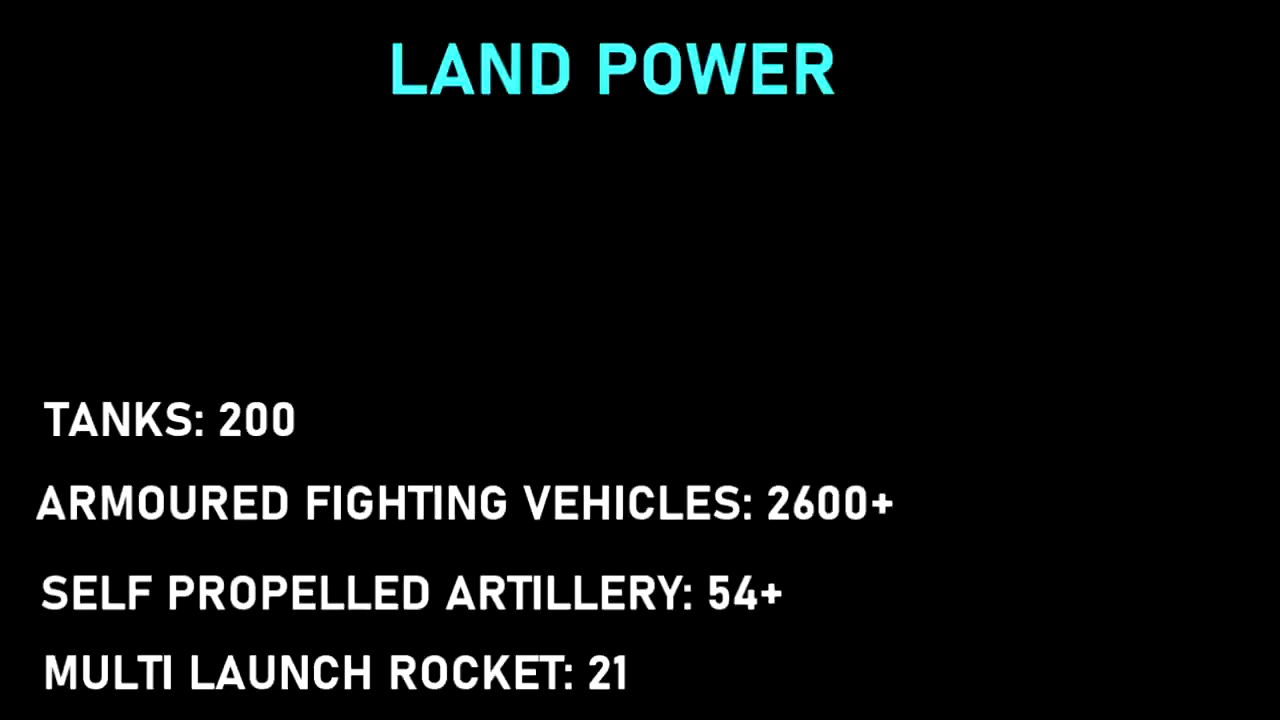 LAND POWER
TANKS: 200
ARMOURED FIGHTING VEHICLES: 2600+
SELF PROPELLED ARTILLERY: 54+
MULTI LAUNCH ROCKET: 21